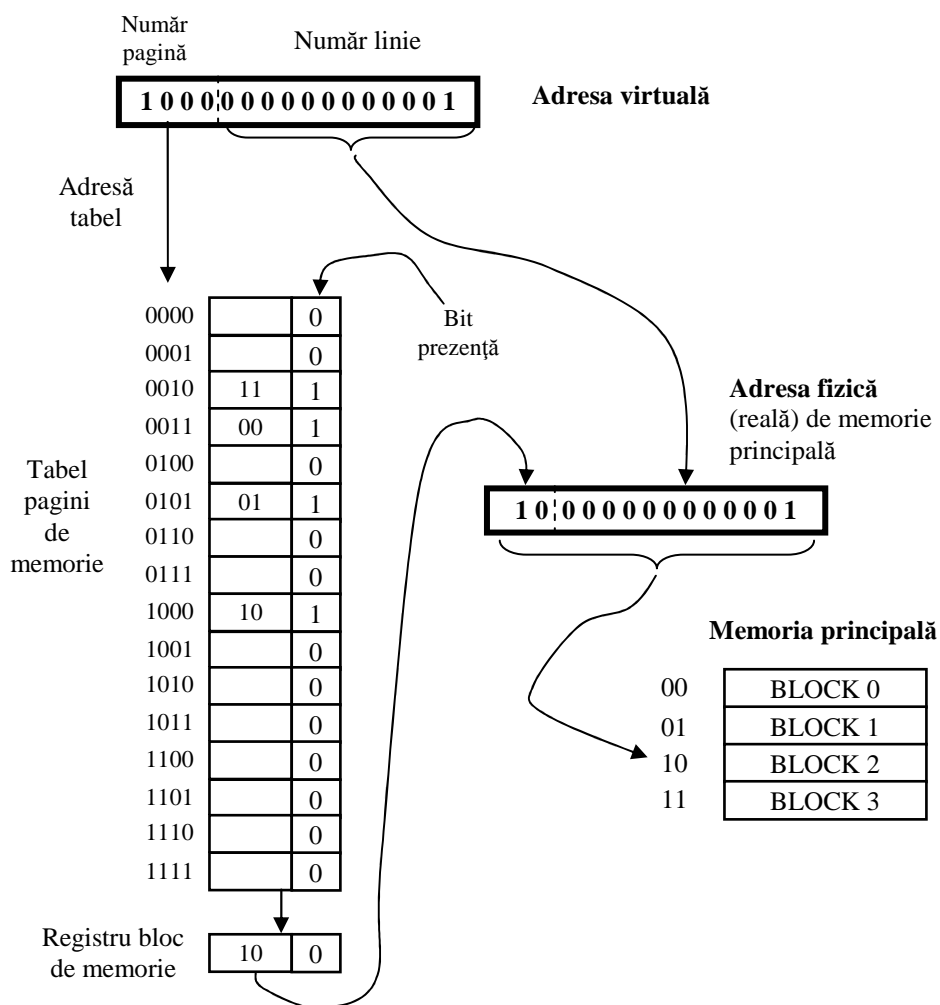 Număr
pagină
Număr linie
1 0 0 0 0 0 0 0 0 0 0 0 0 0 0 0 1
Adresa virtuală
Adresă
tabel
Bit
prezenţă
0000 0
0001 0
0010 11 1
0011 00 1
0100 0
0101 01 1
0110 0
0111 0
1000 10 1
1001 0
1010 0
1011 0
1100 0
1101 0
1110 0
1111 0
Tabel
pagini
de
memorie
Adresa fizică
(reală) de memorie
principală
1 0 0 0 0 0 0 0 0 0 0 0 0 0 1
Memoria principală
00 BLOCK 0
01 BLOCK 1
10 BLOCK 2
11 BLOCK 3
Registru bloc
de memorie
10 0